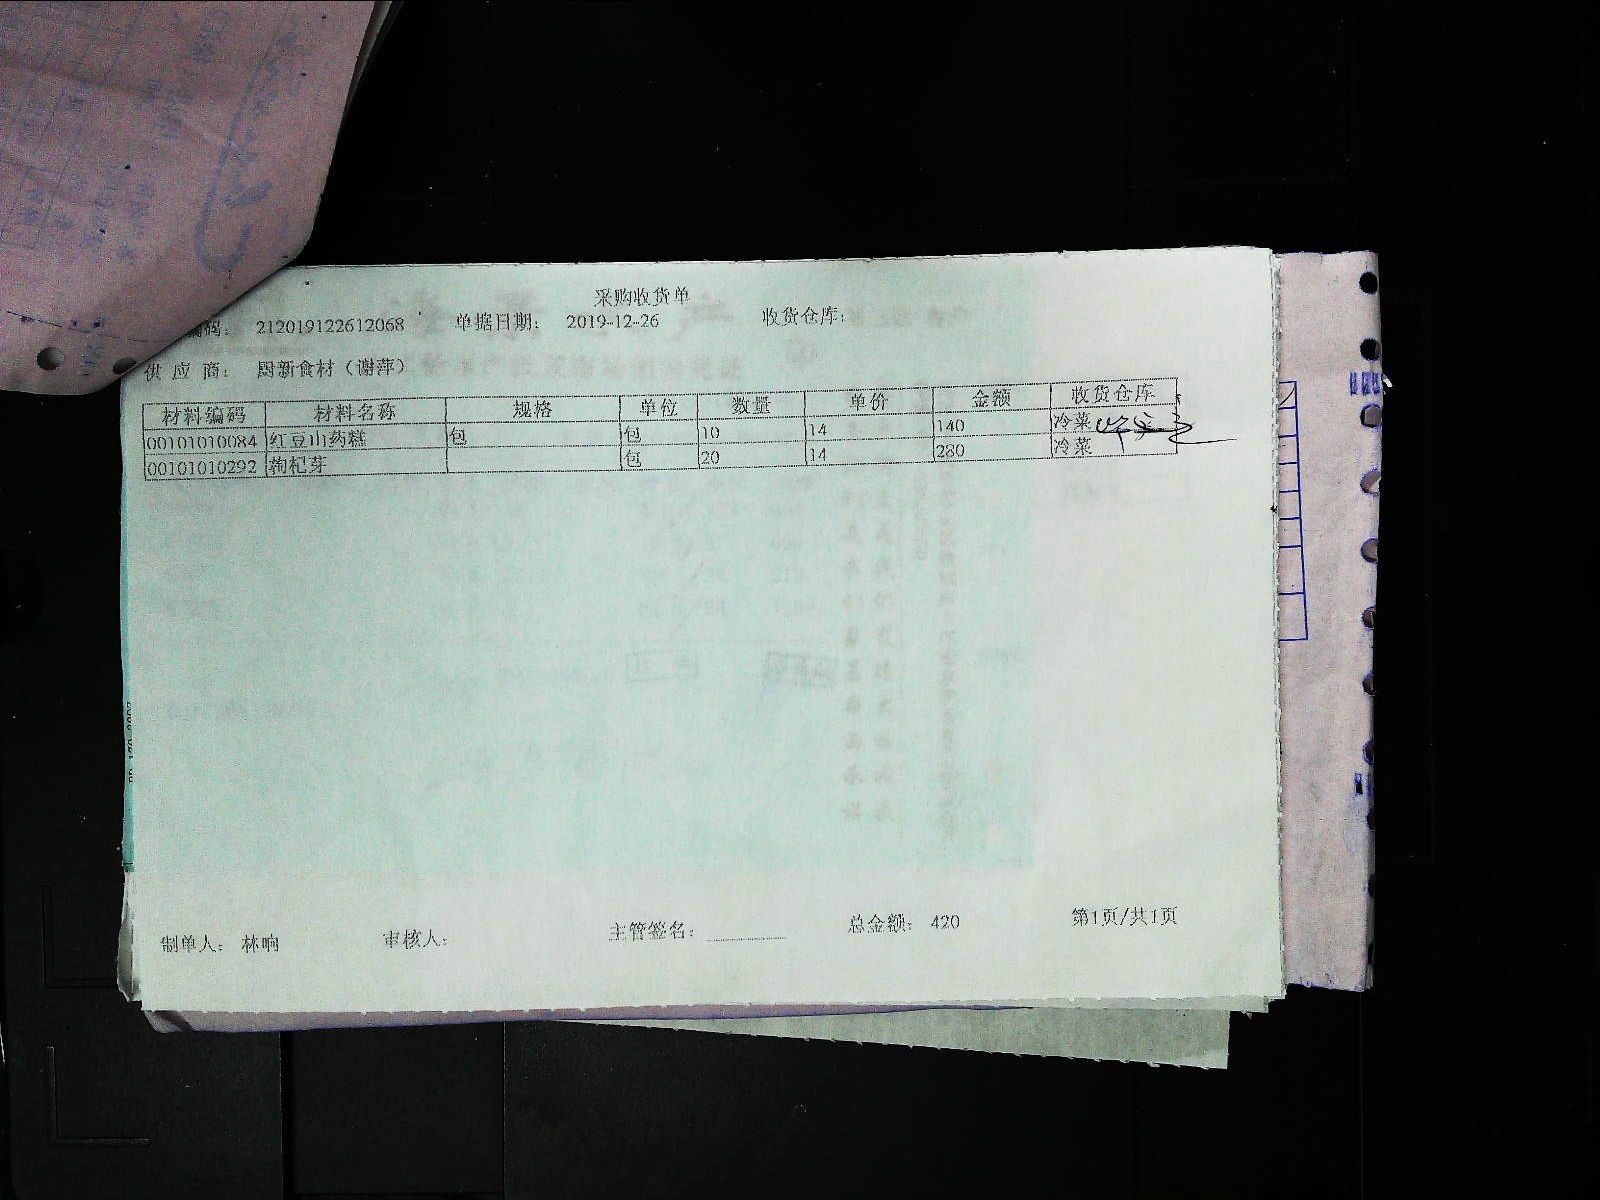 采购收货单
编码： 212019122612068 单据日期： 2019-12-26 收货仓库：
供应商： 厨新食材（谢萍）
材料编码 材料名称 规格 单位 数量 单价 金额 收货仓库
00101010084 红豆山药糕 包 包 10 14 140 冷菜
00101010292 枸杞芽 包 20 14 280 冷菜
制单人： 林响 审核人： 主管签名： 总金额： 420 第1页/共1页